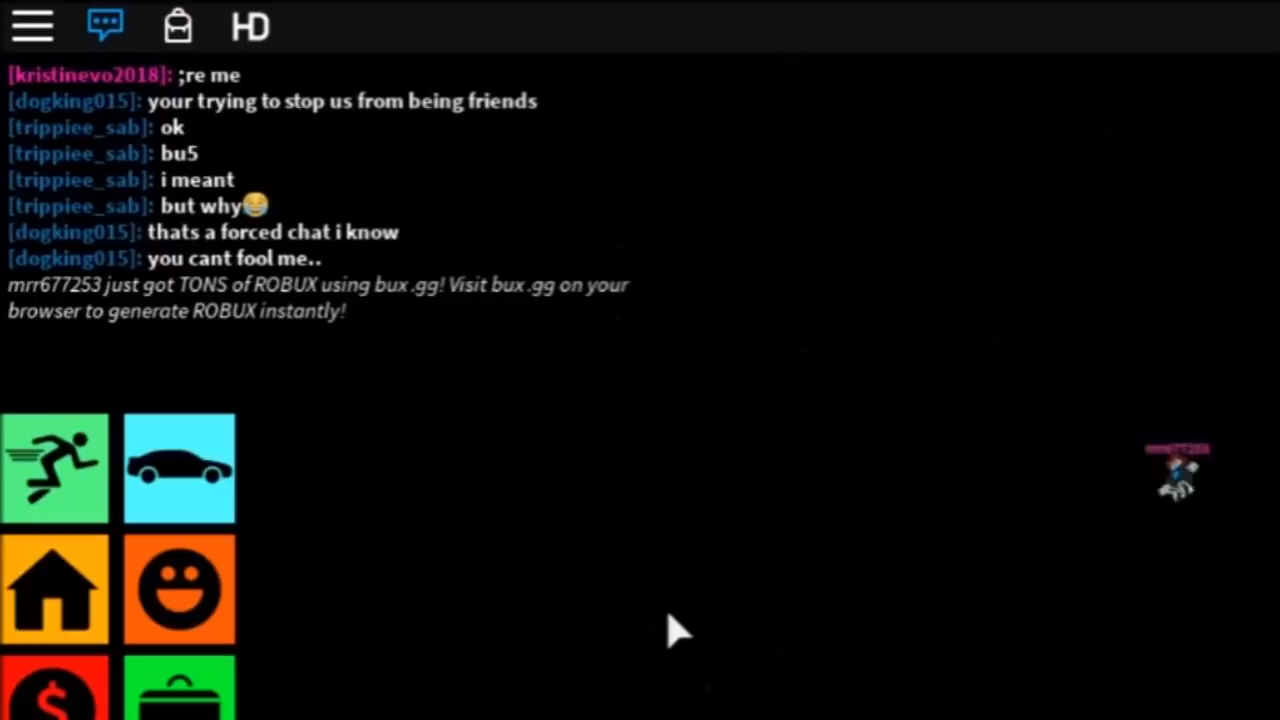 HD
[kristinevo2018]: ;re me
[dogking015]: your trying to stop us from being friends
[trippiee_sab]: ok
[trippiee_sab]: bu5
[trippiee_sab]: i meant
[trippiee_sab]: but why😂
[dogking015]: thats a forced chat i know
[dogking015]: you cant fool me..
mrr677253 just got TONS of ROBUX using bux .gg! Visit bux .gg on your
browser to generate ROBUX instantly!
$